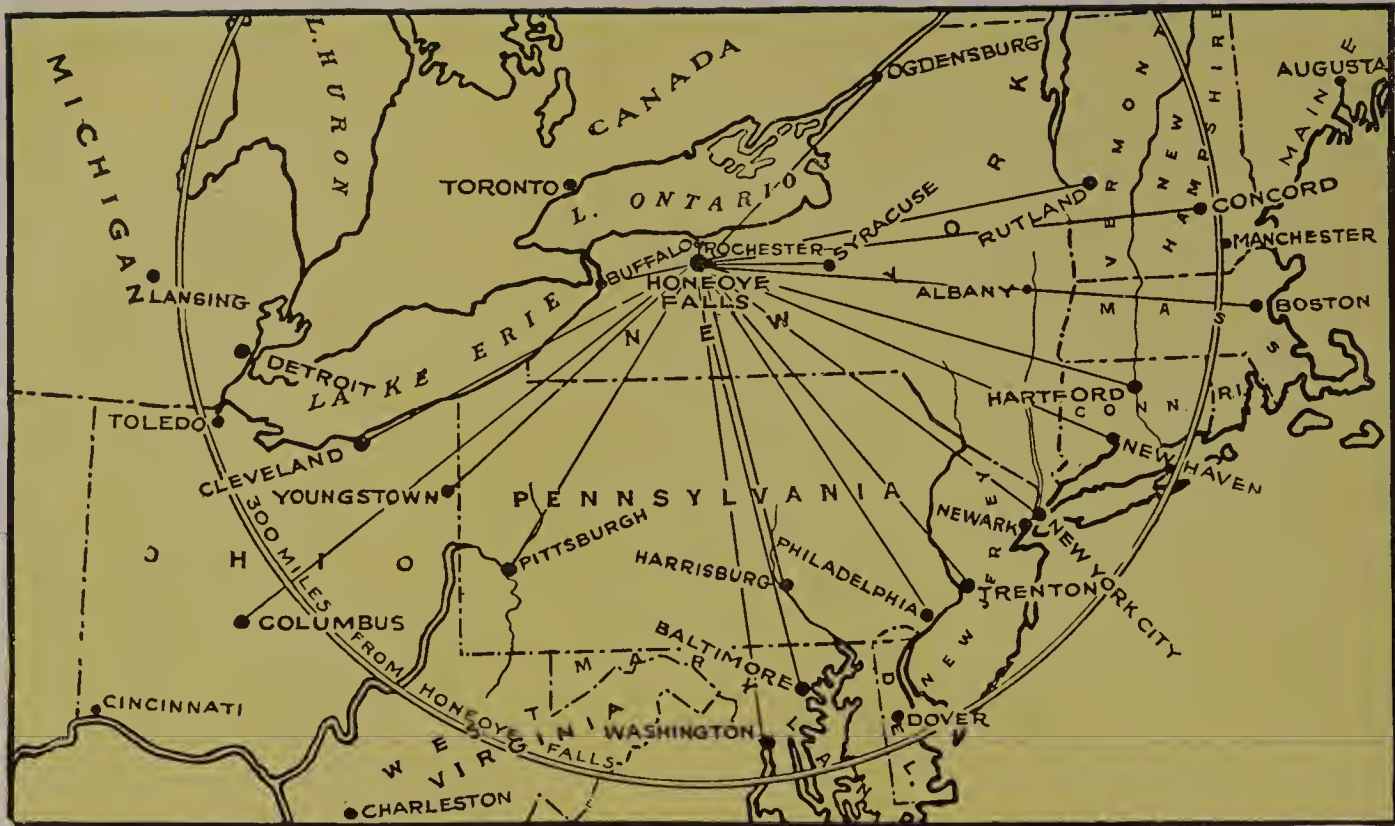 MICHIGAN
L. HURON
CANADA
OGDENSBURG
VERMONT
NEW HAMPSHIRE
MAINE
AUGUSTA
TORONTO
L. ONTARIO
NEW YORK
SYRACUSE
RUTLAND
CONCORD
MANCHESTER
BUFFALO
ROCHESTER
HONEOYE
FALLS
ALBANY
BOSTON
MASS
LANSING
DETROIT
LAKE ERIE
HARTFORD
CONN.
R.I.
TOLEDO
CLEVELAND
NEW HAVEN
YOUNGSTOWN
PENNSYLVANIA
NEWARK
NEW YORK CITY
300 MILES FROM HONEOYE FALLS
OHIO
PITTSBURGH
HARRISBURG
PHILADELPHIA
TRENTON
NEW JERSEY
COLUMBUS
BALTIMORE
MARYLA
DEL.
CINCINNATI
WEST
VIRGINIA
WASHINGTON
DOVER
CHARLESTON